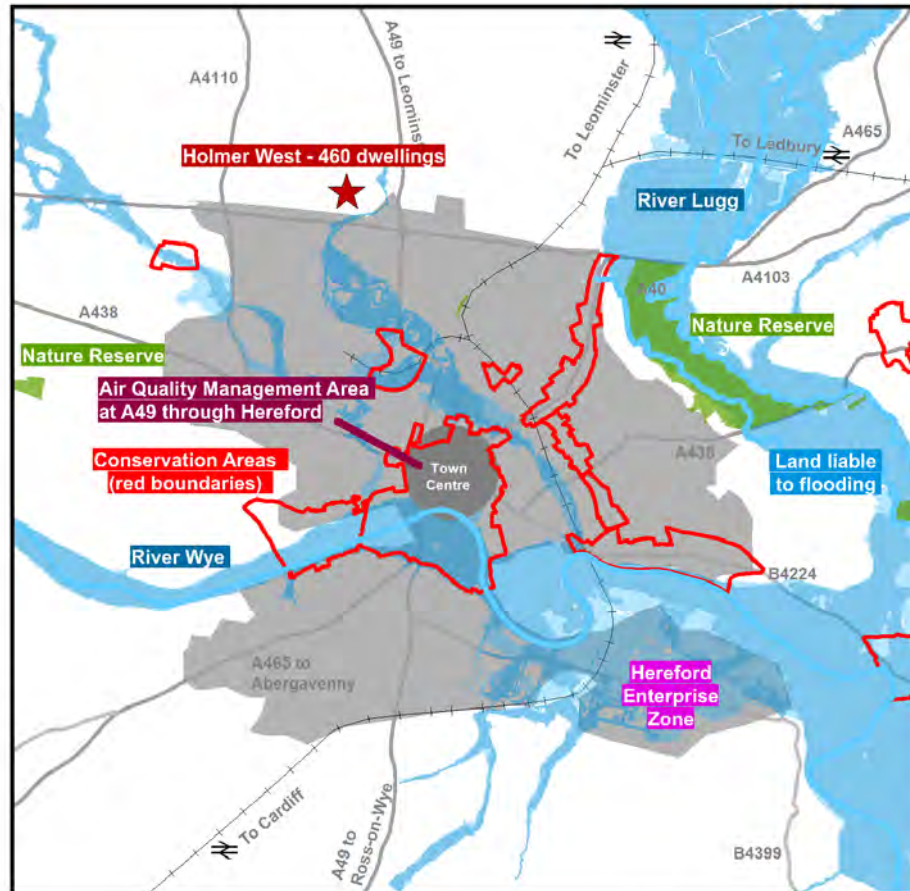 A4110
A49 to Leominst
To Leominster
A465
To Ledbury
Holmer West - 460 dwellings
River Lugg
A4103
A40
A438
Nature Reserve
Nature Reserve
Air Quality Management Area
at A49 through Hereford
Conservation Areas
(red boundaries)
Town
Centre
A438
Land liable
to flooding
River Wye
B4224
A465 to
Abergavenny
Hereford
Enterprise
Zone
To Cardiff
A49 to
Ross-on-Wye
B4399